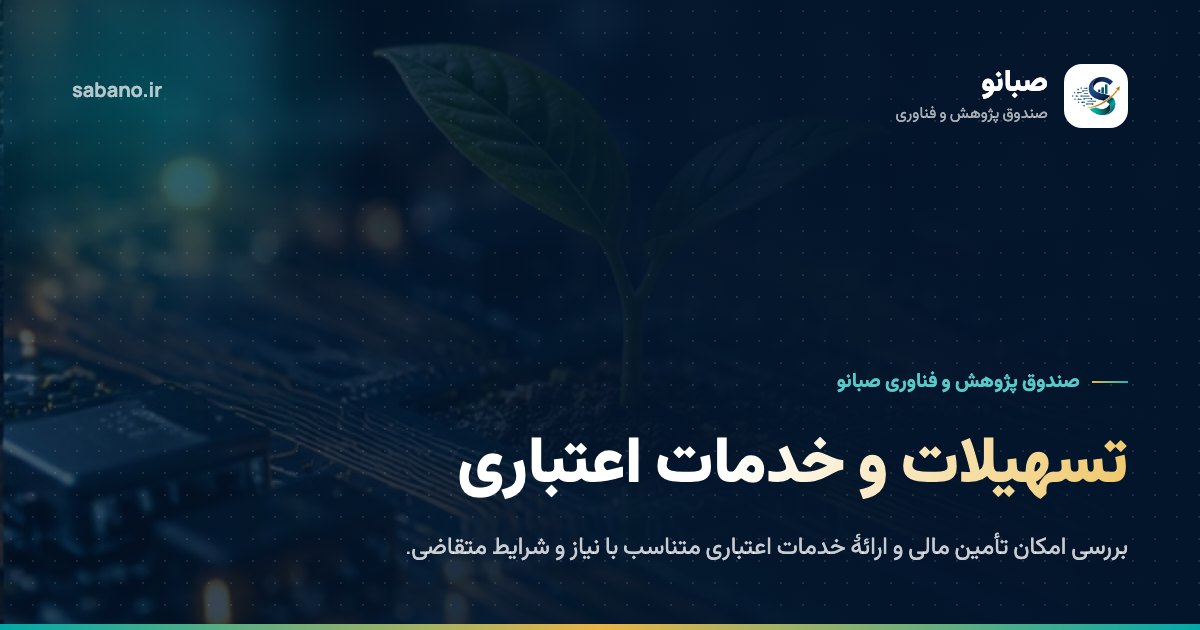 صبانو
صندوق پژوهش و فناوری
sabano.ir
صندوق پژوهش و فناوری صبانو
تسهیلات و خدمات اعتباری
بررسی امکان تأمین مالی و ارائهٔ خدمات اعتباری متناسب با نیاز و شرایط متقاضی.